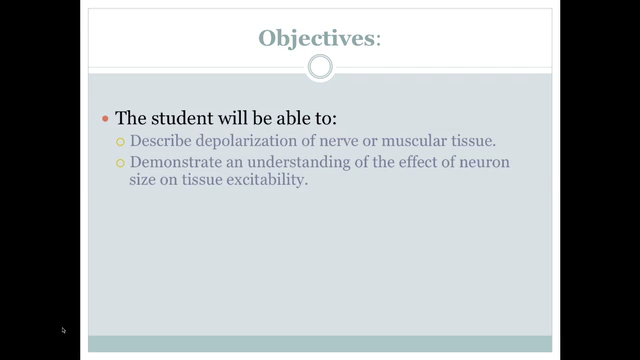 Objectives:
The student will be able to:
Describe depolarization of nerve or muscular tissue.
Demonstrate an understanding of the effect of neuron
size on tissue excitability.